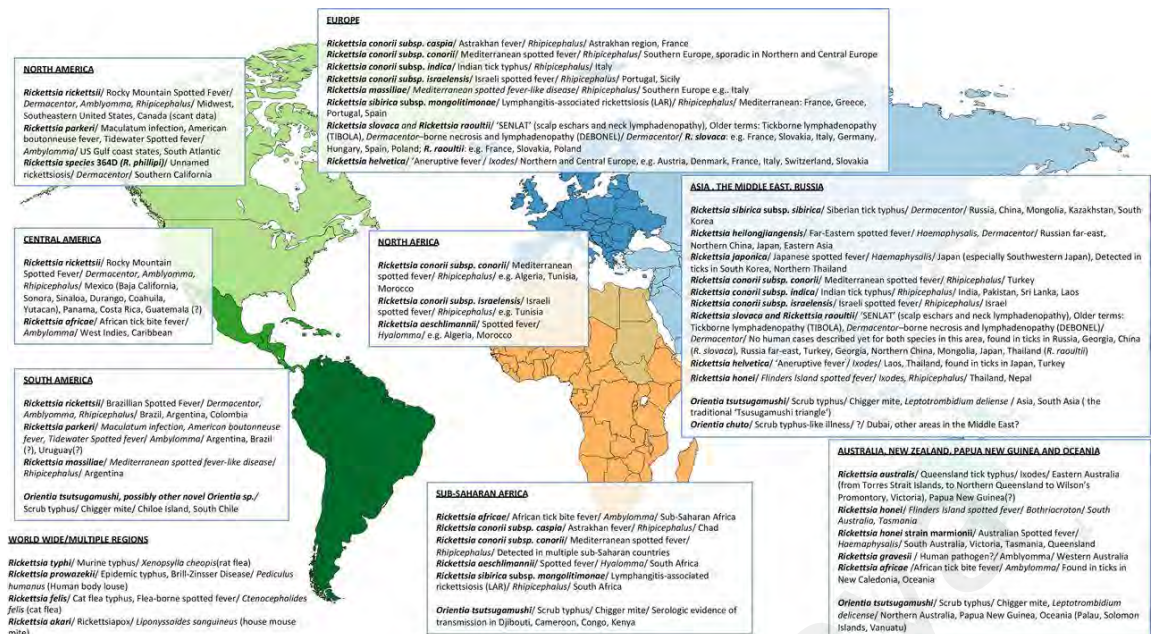 EUROPE
Rickettsia conorii subsp. caspia/ Astrakhan fever/ Rhipicephalus/ Astrakhan region, France
Rickettsia conorii subsp. conorii/ Mediterranean spotted fever/ Rhipicephalus/ Southern Europe, sporadic in Northern and Central Europe
Rickettsia conorii subsp. indica/ Indian tick typhus/ Rhipicephalus/ Italy
Rickettsia conorii subsp. israelensis/ Israeli spotted fever/ Rhipicephalus/ Portugal, Sicily
Rickettsia massiliae/ Mediterranean spotted fever-like disease/ Rhipicephalus/ Southern Europe e.g., Italy
Rickettsia sibirica subsp. mongolitimonae/ Lymphangitis-associated rickettsiosis (LAR)/ Rhipicephalus/ Mediterranean: France, Greece,
Portugal, Spain
Rickettsia slovaca and Rickettsia raoultii/ 'SENLAT' (scalp eschars and neck lymphadenopathy), Older terms: Tickborne lymphadenopathy
(TIBOLA), Dermacentor–borne necrosis and lymphadenopathy (DEBONEL)/ Dermacentor/ R. slovaca: e.g. France, Slovakia, Italy, Germany,
Hungary, Spain, Poland; R. raoultii: e.g. France, Slovakia, Poland
Rickettsia helvetica/ 'Aneruptive fever'/ Ixodes/ Northern and Central Europe, e.g. Austria, Denmark, France, Italy, Switzerland, Slovakia
NORTH AMERICA
Rickettsia rickettsii/ Rocky Mountain Spotted Fever/
Dermacentor, Amblyomma, Rhipicephalus/ Midwest,
Southeastern United States, Canada (scant data)
Rickettsia parkeri/ Maculatum infection, American
boutonneuse fever, Tidewater Spotted fever/
Amblyomma/ US Gulf coast states, South Atlantic
Rickettsia species 364D (R. phillipi)/ Unnamed
rickettsiosis/ Dermacentor/ Southern California
CENTRAL AMERICA
Rickettsia rickettsii/ Rocky Mountain
Spotted Fever/ Dermacentor, Amblyomma,
Rhipicephalus/ Mexico (Baja California,
Sonora, Sinaloa, Durango, Coahuila,
Yutacan), Panama, Costa Rica, Guatemala (?)
Rickettsia africae/ African tick bite fever/
Amblyomma/ West Indies, Caribbean
NORTH AFRICA
Rickettsia conorii subsp. conorii/ Mediterranean
spotted fever/ Rhipicephalus/ e.g. Algeria, Tunisia,
Morocco
Rickettsia conorii subsp. israelensis/ Israeli
spotted fever/ Rhipicephalus/ e.g. Tunisia
Rickettsia aeschlimannii/ Spotted fever/
Hyalomma/ e.g. Algeria, Morocco
ASIA , THE MIDDLE EAST, RUSSIA
Rickettsia sibirica subsp. sibirica/ Siberian tick typhus/ Dermacentor/ Russia, China, Mongolia, Kazakhstan, South
Korea
Rickettsia heilongjiangensis/ Far-Eastern spotted fever/ Haemophysalis, Dermacentor/ Russian far-east,
Northern China, Japan, Eastern Asia
Rickettsia japonica/ Japanese spotted fever/ Haemaphysalis/ Japan (especially Southwestern Japan), Detected in
ticks in South Korea, Northern Thailand
Rickettsia conorii subsp. conorii/ Mediterranean spotted fever/ Rhipicephalus/ Turkey
Rickettsia conorii subsp. indica/ Indian tick typhus/ Rhipicephalus/ India, Pakistan, Sri Lanka, Laos
Rickettsia conorii subsp. israelensis/ Israeli spotted fever/ Rhipicephalus/ Israel
Rickettsia slovaca and Rickettsia raoultii/ 'SENLAT' (scalp eschars and neck lymphadenopathy), Older terms:
Tickborne lymphadenopathy (TIBOLA), Dermacentor–borne necrosis and lymphadenopathy (DEBONEL)/
Dermacentor/ No human cases described yet for both species in this area, found in ticks in Russia, Georgia, China
(R. slovaca), Russia far-east, Turkey, Georgia, Northern China, Mongolia, Japan, Thailand (R. raoultii)
Rickettsia helvetica/ 'Aneruptive fever'/ Ixodes/ Laos, Thailand, found in ticks in Japan, Turkey
Rickettsia honei/ Flinders Island spotted fever/ Ixodes, Rhipicephalus/ Thailand, Nepal
Orientia tsutsugamushi/ Scrub typhus/ Chigger mite, Leptotrombidium deliense / Asia, South Asia ( the
traditional 'Tsusugamushi triangle')
Orientia chuto/ Scrub typhus-like illness/ ?/ Dubai, other areas in the Middle East?
SOUTH AMERICA
Rickettsia rickettsii/ Brazillian Spotted Fever/ Dermacentor,
Amblyomma, Rhipicephalus/ Brazil, Argentina, Colombia
Rickettsia parkeri/ Maculatum infection, American boutonneuse
fever, Tidewater Spotted fever/ Amblyomma/ Argentina, Brazil
(?), Uruguay(?)
Rickettsia massiliae/ Mediterranean spotted fever-like disease/
Rhipicephalus/ Argentina
Orientia tsutsugamushi, possibly other novel Orientia sp./
Scrub typhus/ Chigger mite/ Chiloe Island, South Chile
WORLD WIDE/MULTIPLE REGIONS
Rickettsia typhi/ Murine typhus/ Xenopsylla cheopis(rat flea)
Rickettsia prowazekii/ Epidemic typhus, Brill-Zinsser Disease/ Pediculus
humanus (Human body louse)
Rickettsia felis/ Cat flea typhus, Flea-borne spotted fever/ Ctenocephalides
felis (cat flea)
Rickettsia akari/ Rickettsiapox/ Liponyssoides sanguineus (house mouse
mite)
SUB-SAHARAN AFRICA
Rickettsia africae/ African tick bite fever/ Ambylomma/ Sub-Saharan Africa
Rickettsia conorii subsp. caspia/ Astrakhan fever/ Rhipicephalus/ Chad
Rickettsia conorii subsp. conorii/ Mediterranean spotted fever/
Rhipicephalus/ Detected in multiple sub-Saharan countries
Rickettsia aeschlimannii/ Spotted fever/ Hyalomma/ South Africa
Rickettsia sibirica subsp. mongolitimonae/ Lymphangitis-associated
rickettsiosis (LAR)/ Rhipicephalus/ South Africa
Orientia tsutsugamushi/ Scrub typhus/ Chigger mite/ Serologic evidence of
transmission in Djibouti, Cameroon, Congo, Kenya
AUSTRALIA, NEW ZEALAND, PAPUA NEW GUINEA AND OCEANIA
Rickettsia australis/ Queensland tick typhus/ Ixodes/ Eastern Australia
(from Torres Strait Islands, to Northern Queensland to Wilson's
Promontory, Victoria), Papua New Guinea(?)
Rickettsia honei/ Flinders Island spotted fever/ Bothriocroton/ South
Australia, Tasmania
Rickettsia honei strain marmionii/ Australian Spotted fever/
Haemaphysalis/ South Australia, Victoria, Tasmania, Queensland
Rickettsia gravesii / Human pathogen?/ Amblyomma/ Western Australia
Rickettsia africae /African tick bite fever/ Ambylomma/ Found in ticks in
New Caledonia, Oceania
Orientia tsutsugamushi/ Scrub typhus/ Chigger mite, Leptotrombidium
delicense/ Northern Australia, Papua New Guinea, Oceania (Palau, Solomon
Islands, Vanuatu)